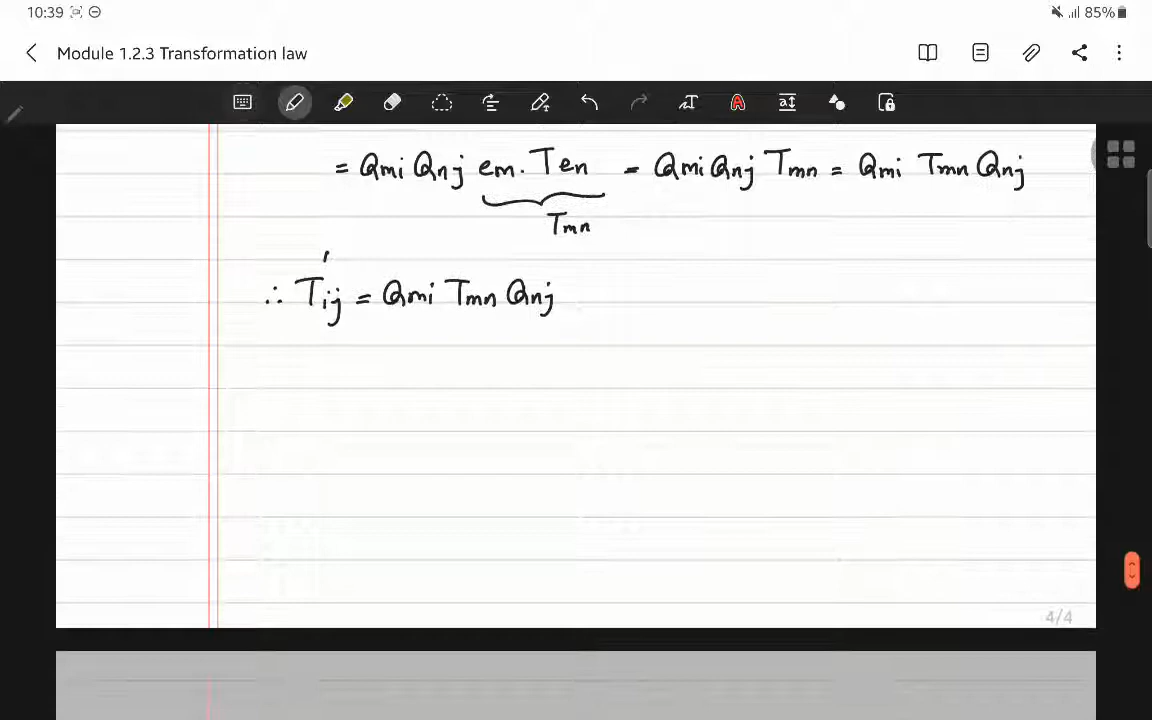 10:39 85%
Module 1.2.3 Transformation law
= Qmi Qnj em. Ten = Qmi Qnj Tmn = Qmi Tmn Qnj
Tmn
∴ T'ij = Qmi Tmn Qnj
4/4